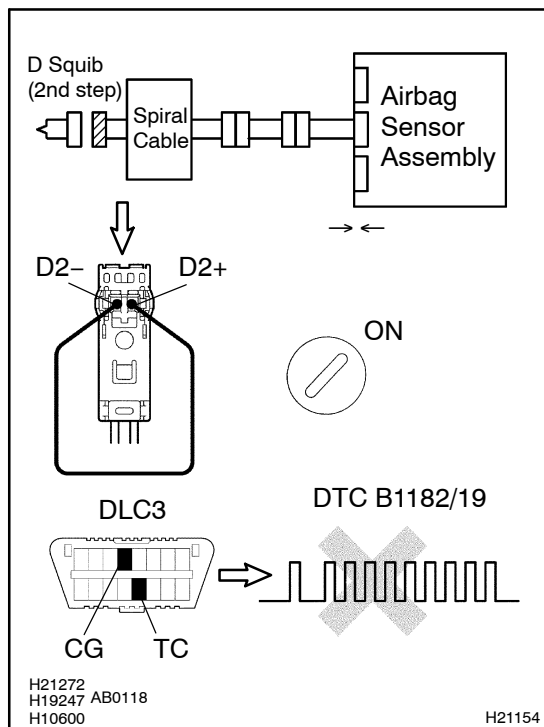 D Squib
(2nd step)
Spiral
Cable
Airbag
Sensor
Assembly
D2− D2+
ON
DLC3
DTC B1182/19
CG TC
H21272
H19247 AB0118
H10600
H21154